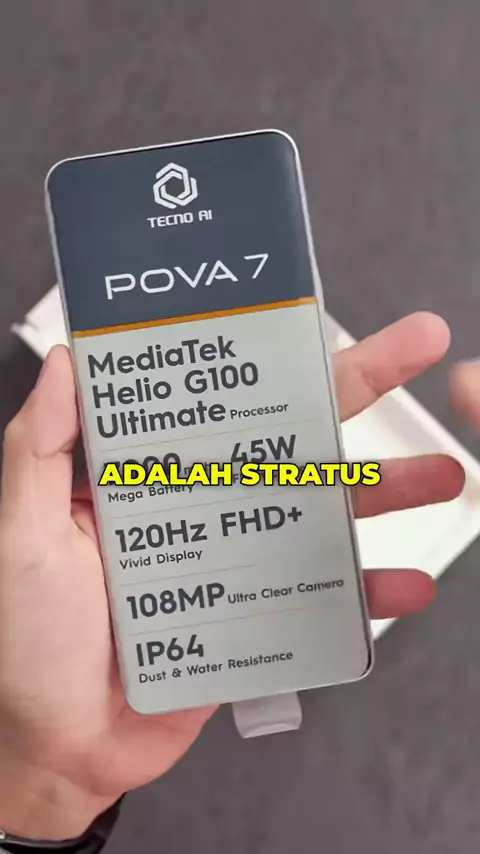 TECNO AI
POVA 7
MediaTek
Helio G100
Ultimate Processor
45W
ADALAH STRATUS
Mega Battery
120Hz FHD+
Vivid Display
108MP Ultra Clear Camera
IP64
Dust & Water Resistance